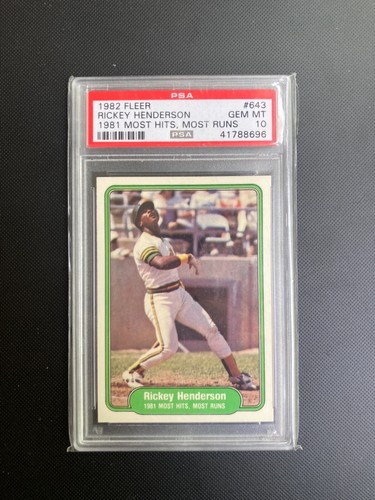 PSA
1982 FLEER #643
RICKEY HENDERSON GEM MT
1981 MOST HITS, MOST RUNS 10
PSA 41788696
Rickey Henderson
1981 MOST HITS, MOST RUNS